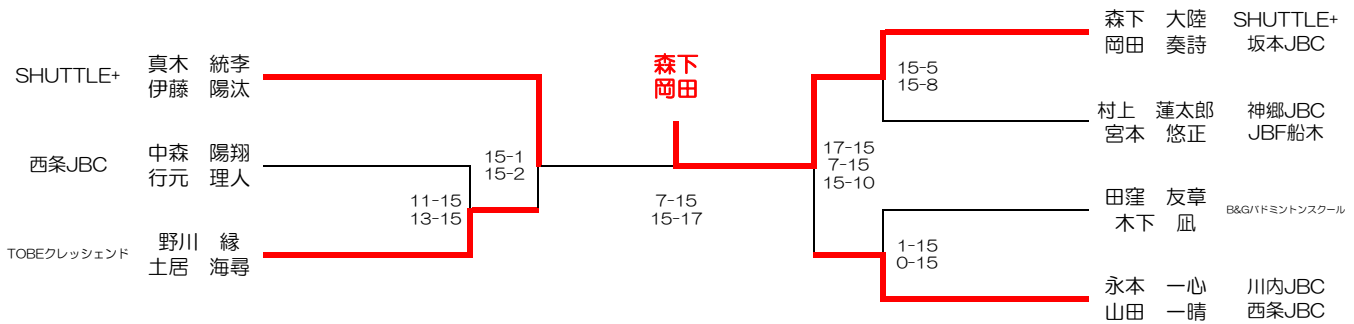 SHUTTLE+
真木 統李
伊藤 陽汰
西条JBC
中森 陽翔
行元 理人
TOBEクレッシェンド
野川 縁
土居 海尋
11-15
13-15
15-1
15-2
森下
岡田
7-15
15-17
17-15
7-15
15-10
15-5
15-8
1-15
0-15
森下 大陸 SHUTTLE+
岡田 奏詩 坂本JBC
村上 蓮太郎 神郷JBC
宮本 悠正 JBF船木
田窪 友章
木下 凪
B&Gバドミントンスクール
永本 一心 川内JBC
山田 一晴 西条JBC